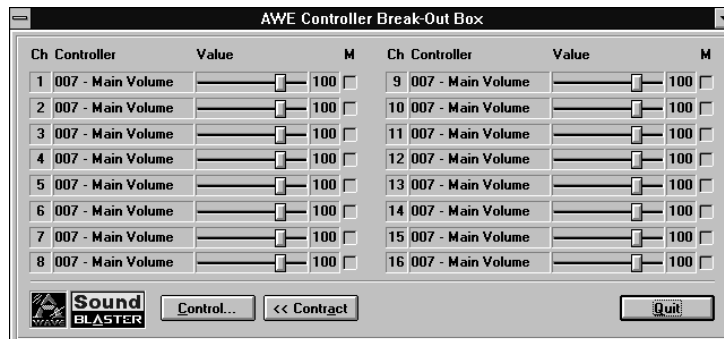 AWE Controller Break-Out Box
Ch Controller Value M Ch Controller Value M
1 007 - Main Volume 100 9 007 - Main Volume 100
2 007 - Main Volume 100 10 007 - Main Volume 100
3 007 - Main Volume 100 11 007 - Main Volume 100
4 007 - Main Volume 100 12 007 - Main Volume 100
5 007 - Main Volume 100 13 007 - Main Volume 100
6 007 - Main Volume 100 14 007 - Main Volume 100
7 007 - Main Volume 100 15 007 - Main Volume 100
8 007 - Main Volume 100 16 007 - Main Volume 100
WAVE Sound BLASTER Control... << Contract Quit